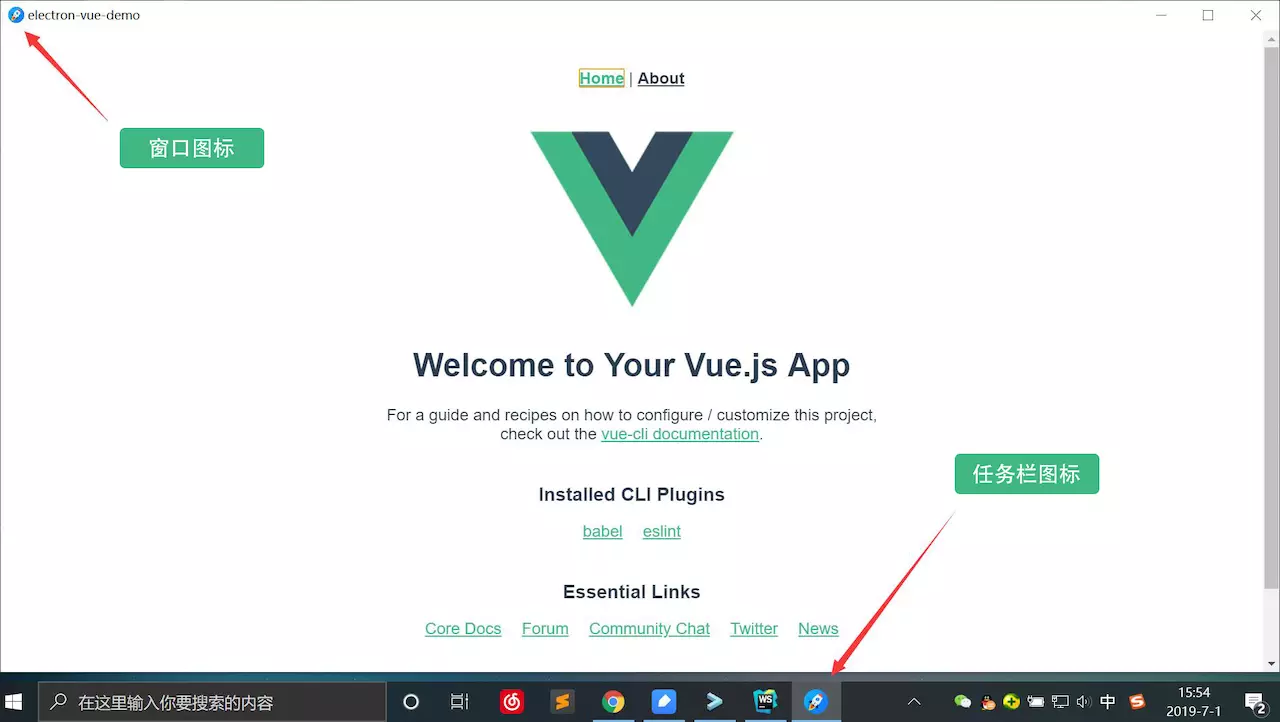 electron-vue-demo
Home | About
窗口图标
Welcome to Your Vue.js App
For a guide and recipes on how to configure / customize this project,
check out the vue-cli documentation.
任务栏图标
Installed CLI Plugins
babel eslint
Essential Links
Core Docs Forum Community Chat Twitter News
在这里输入你要搜索的内容
WS
中
S
15:54
2019-7-1
2